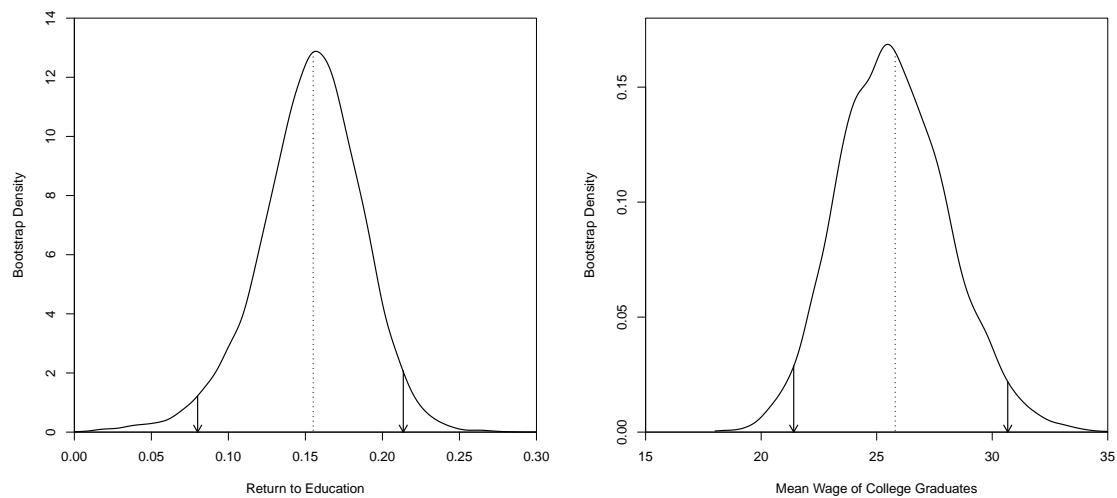 Bootstrap Density
14
12
10
8
6
4
2
0
0.00 0.05 0.10 0.15 0.20 0.25 0.30
Return to Education
Bootstrap Density
0.15
0.10
0.05
0.00
15 20 25 30 35
Mean Wage of College Graduates